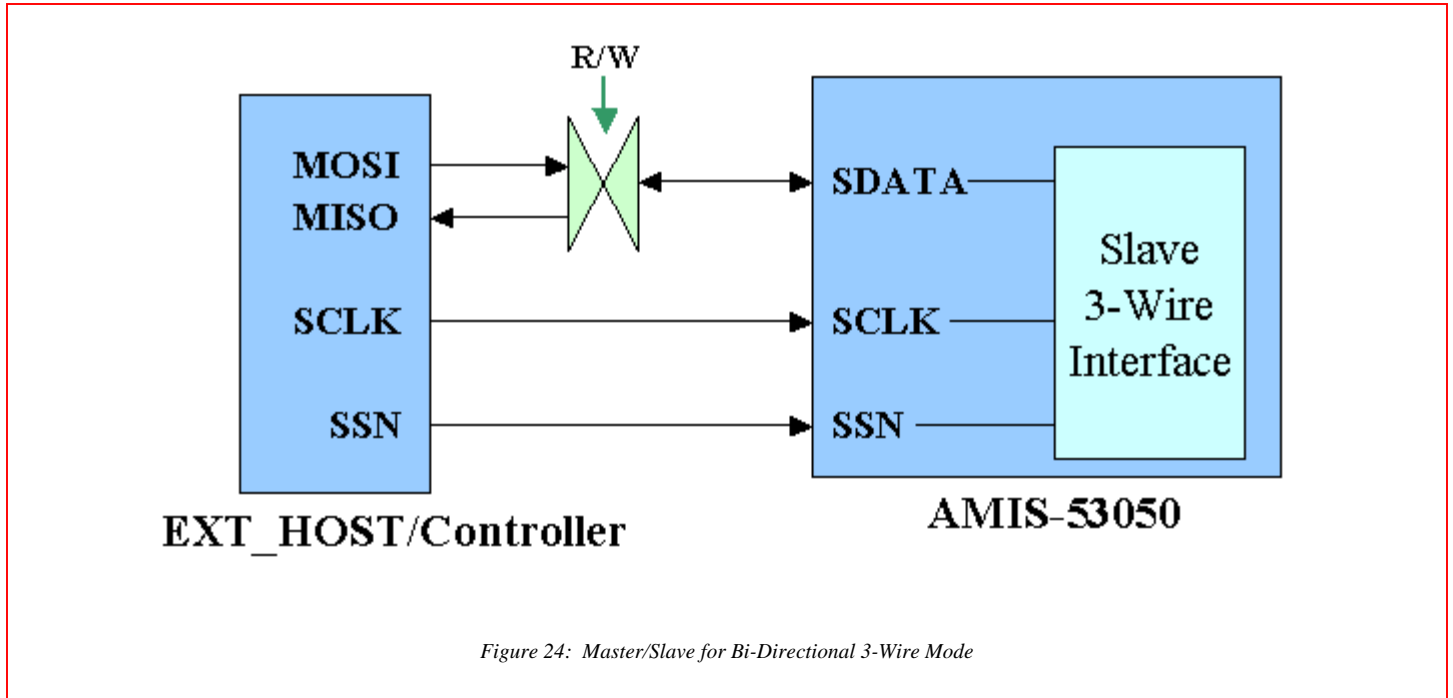 R/W
MOSI
MISO
SCLK
SSN
EXT_HOST/Controller
SDATA
SCLK
SSN
Slave
3-Wire
Interface
AMIS-53050
Figure 24: Master/Slave for Bi-Directional 3-Wire Mode